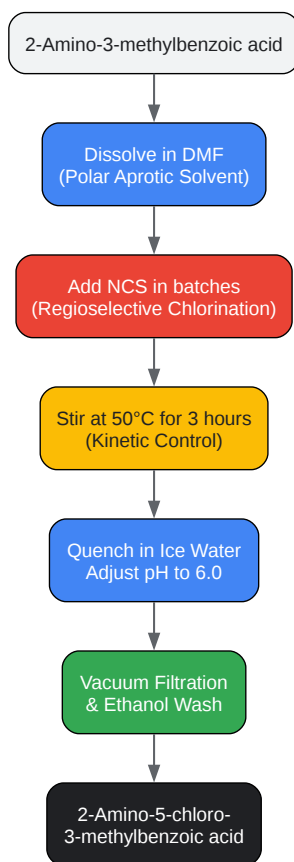 2-Amino-3-methylbenzoic acid
Dissolve in DMF
(Polar Aprotic Solvent)
Add NCS in batches
(Regioselective Chlorination)
Stir at 50°C for 3 hours
(Kinetic Control)
Quench in Ice Water
Adjust pH to 6.0
Vacuum Filtration
& Ethanol Wash
2-Amino-5-chloro-
3-methylbenzoic acid